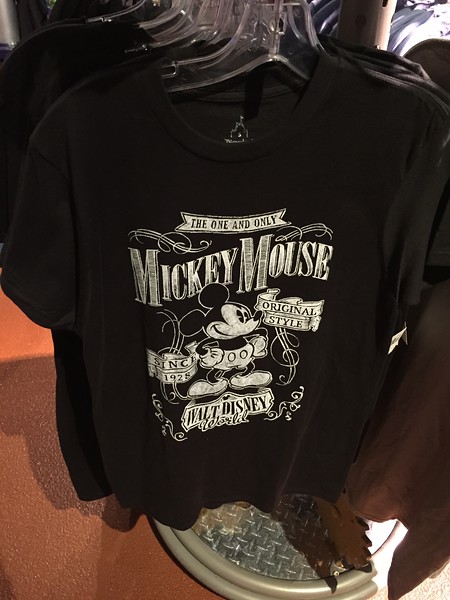 THE ONE AND ONLY
MICKEY MOUSE
ORIGINAL
STYLE
SINCE
1928
WALT DISNEY
World